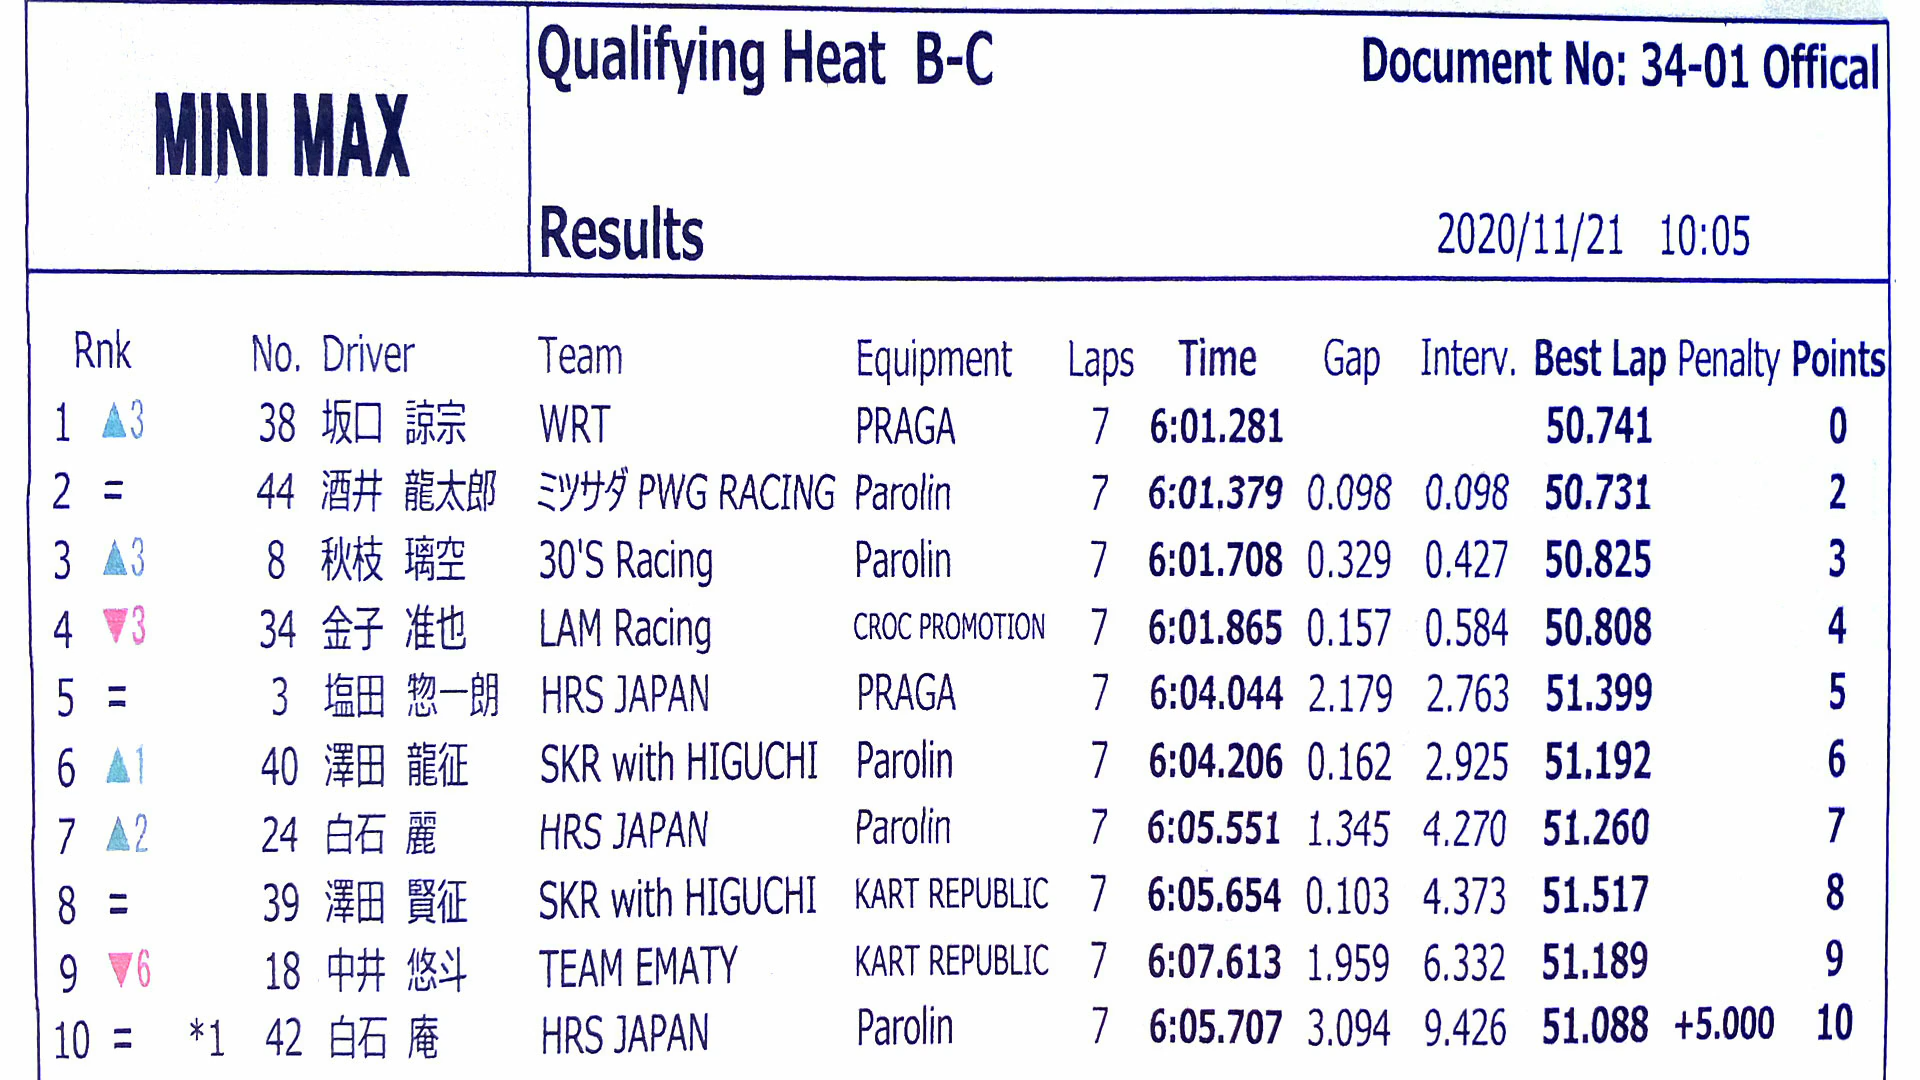 MINI MAX
Qualifying Heat B-C
Document No: 34-01 Offical
Results
2020/11/21 10:05
Rnk No. Driver Team Equipment Laps Time Gap Interv. Best Lap Penalty Points
1 ▲3 38 坂口 諒宗 WRT PRAGA 7 6:01.281 50.741 0
2 = 44 酒井 龍太郎 ミツサダ PWG RACING Parolin 7 6:01.379 0.098 0.098 50.731 2
3 ▲3 8 秋枝 璃空 30'S Racing Parolin 7 6:01.708 0.329 0.427 50.825 3
4 ▼3 34 金子 准也 LAM Racing CROC PROMOTION 7 6:01.865 0.157 0.584 50.808 4
5 = 3 塩田 惣一朗 HRS JAPAN PRAGA 7 6:04.044 2.179 2.763 51.399 5
6 ▲1 40 澤田 龍征 SKR with HIGUCHI Parolin 7 6:04.206 0.162 2.925 51.192 6
7 ▲2 24 白石 麗 HRS JAPAN Parolin 7 6:05.551 1.345 4.270 51.260 7
8 = 39 澤田 賢征 SKR with HIGUCHI KART REPUBLIC 7 6:05.654 0.103 4.373 51.517 8
9 ▼6 18 中井 悠斗 TEAM EMATY KART REPUBLIC 7 6:07.613 1.959 6.332 51.189 9
10 = *1 42 白石 庵 HRS JAPAN Parolin 7 6:05.707 3.094 9.426 51.088 +5.000 10